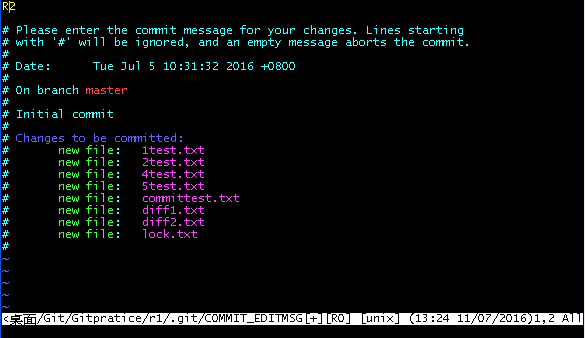 R2
# Please enter the commit message for your changes. Lines starting
# with '#' will be ignored, and an empty message aborts the commit.
#
# Date:      Tue Jul 5 10:31:32 2016 +0800
#
# On branch master
#
# Initial commit
#
# Changes to be committed:
#       new file:   1test.txt
#       new file:   2test.txt
#       new file:   4test.txt
#       new file:   5test.txt
#       new file:   committest.txt
#       new file:   diff1.txt
#       new file:   diff2.txt
#       new file:   lock.txt
#
~
~
~
~
~
<桌面/Git/Gitpratice/r1/.git/COMMIT_EDITMSG[+][RO] [unix] (13:24 11/07/2016)1,2 All